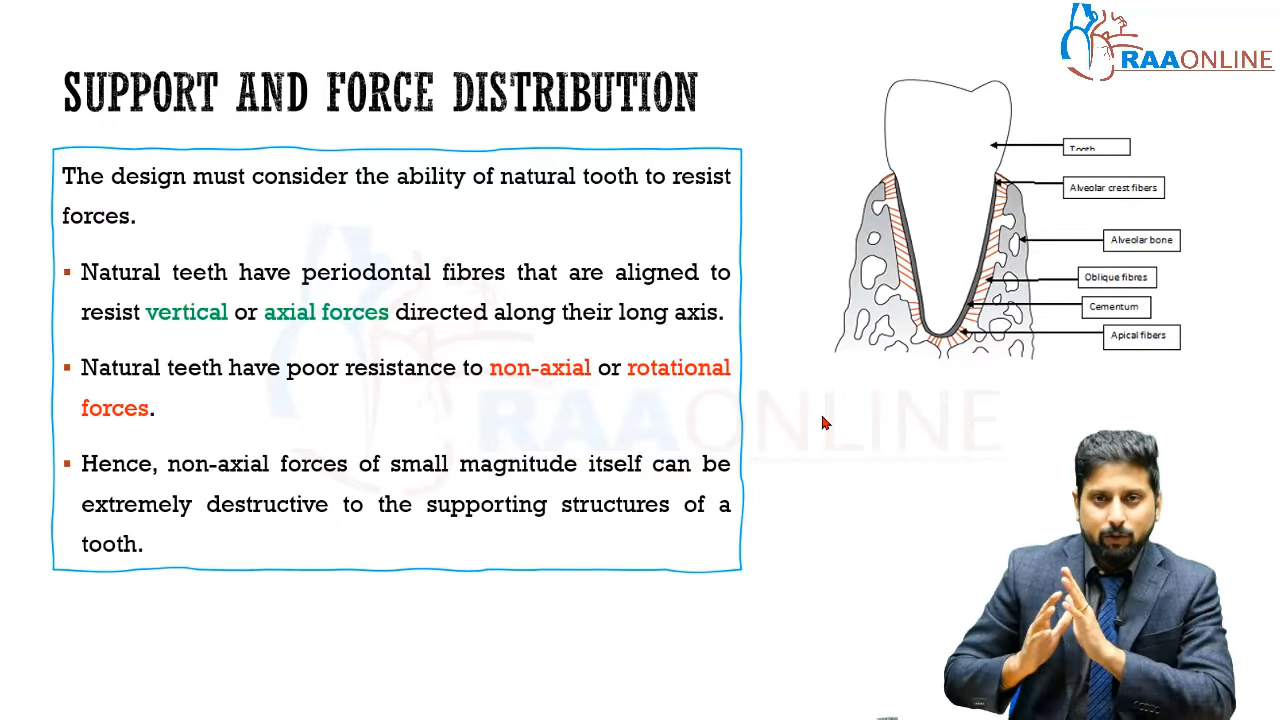 RAAONLINE
SUPPORT AND FORCE DISTRIBUTION
The design must consider the ability of natural tooth to resist
forces.
▪ Natural teeth have periodontal fibres that are aligned to
resist vertical or axial forces directed along their long axis.
▪ Natural teeth have poor resistance to non-axial or rotational
forces.
▪ Hence, non-axial forces of small magnitude itself can be
extremely destructive to the supporting structures of a
tooth.
Tooth
Alveolar crest fibers
Alveolar bone
Oblique fibres
Cementum
Apical fibers
RAAONLINE